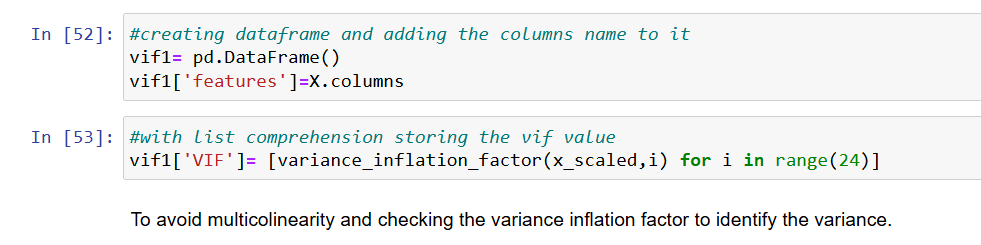 In [52]: #creating dataframe and adding the columns name to it
vif1= pd.DataFrame()
vif1['features']=X.columns
In [53]: #with list comprehension storing the vif value
vif1['VIF']= [variance_inflation_factor(x_scaled,i) for i in range(24)]
To avoid multicolinearity and checking the variance inflation factor to identify the variance.